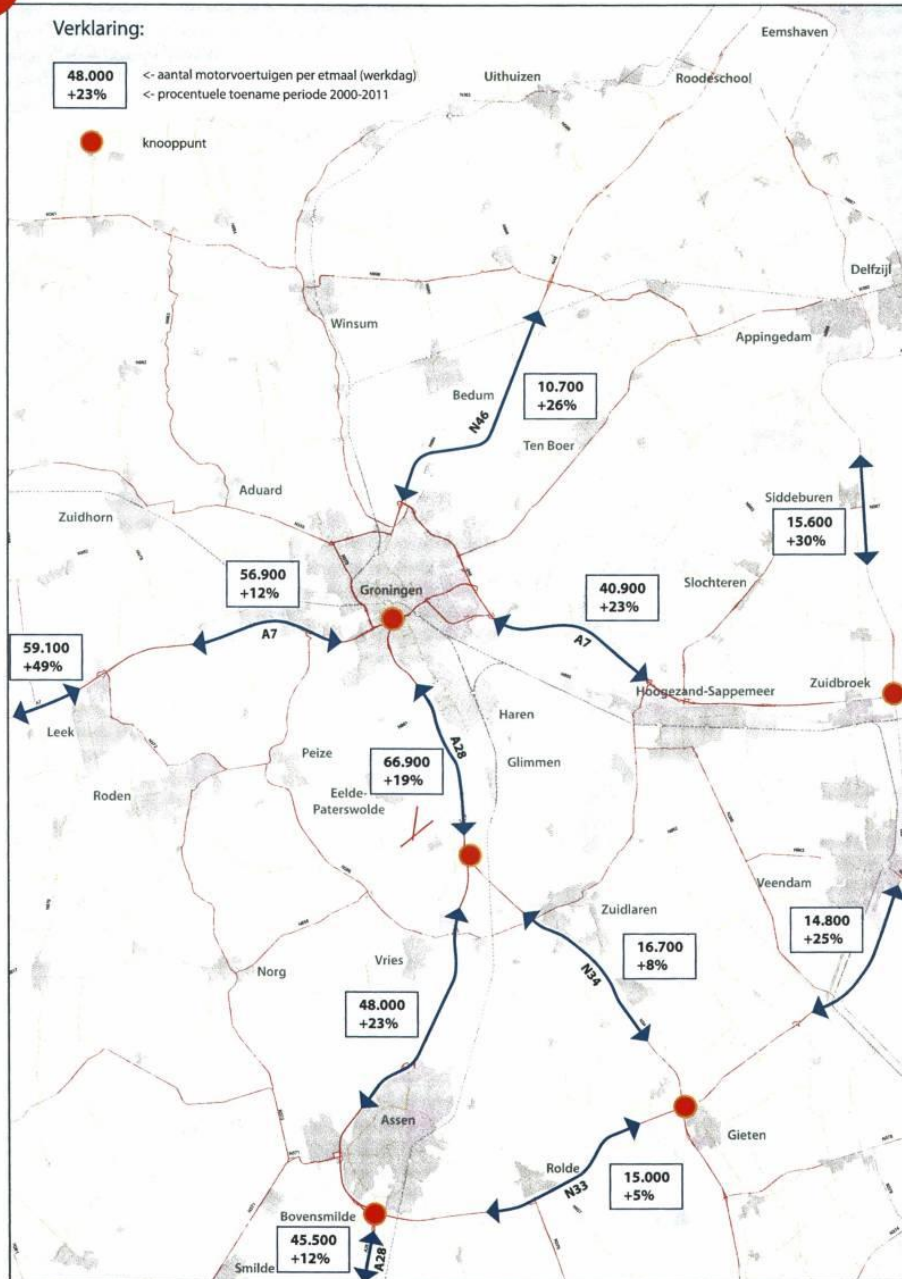 Verklaring:
48.000
+23%
<- aantal motorvoertuigen per etmaal (werkdag)
<- procentuele toename periode 2000-2011
knooppunt
Eemshaven
Uithuizen
Roodeschool
Delfzijl
Winsum
Appingedam
Bedum
10.700
+26%
N46
Ten Boer
Aduard
Zuidhorn
Siddeburen
15.600
+30%
56.900
+12%
Groningen
40.900
+23%
Slochteren
A7
A7
59.100
+49%
Hoogezand-Sappemeer
Zuidbroek
Leek
Haren
A28
Peize
66.900
+19%
Glimmen
Roden
Eelde-
Paterswolde
Veendam
Zuidlaren
14.800
+25%
16.700
+8%
Vries
Norg
N34
48.000
+23%
Assen
Gieten
Rolde
N33
15.000
+5%
Bovensmilde
45.500
+12%
A28
Smilde